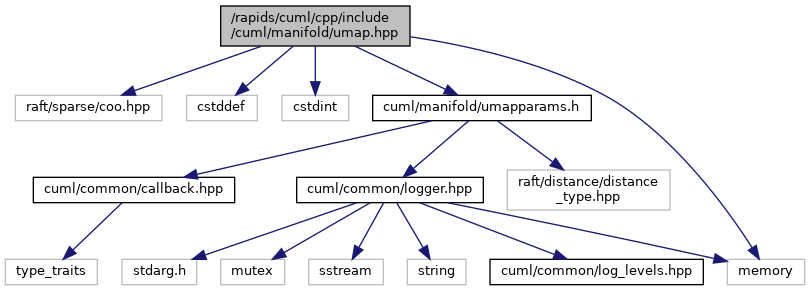 /rapids/cuml/cpp/include
/cuml/manifold/umap.hpp
raft/sparse/coo.hpp
cstddef
cstdint
cuml/manifold/umapparams.h
cuml/common/callback.hpp
cuml/common/logger.hpp
raft/distance/distance
_type.hpp
type_traits
stdarg.h
mutex
sstream
string
cuml/common/log_levels.hpp
memory